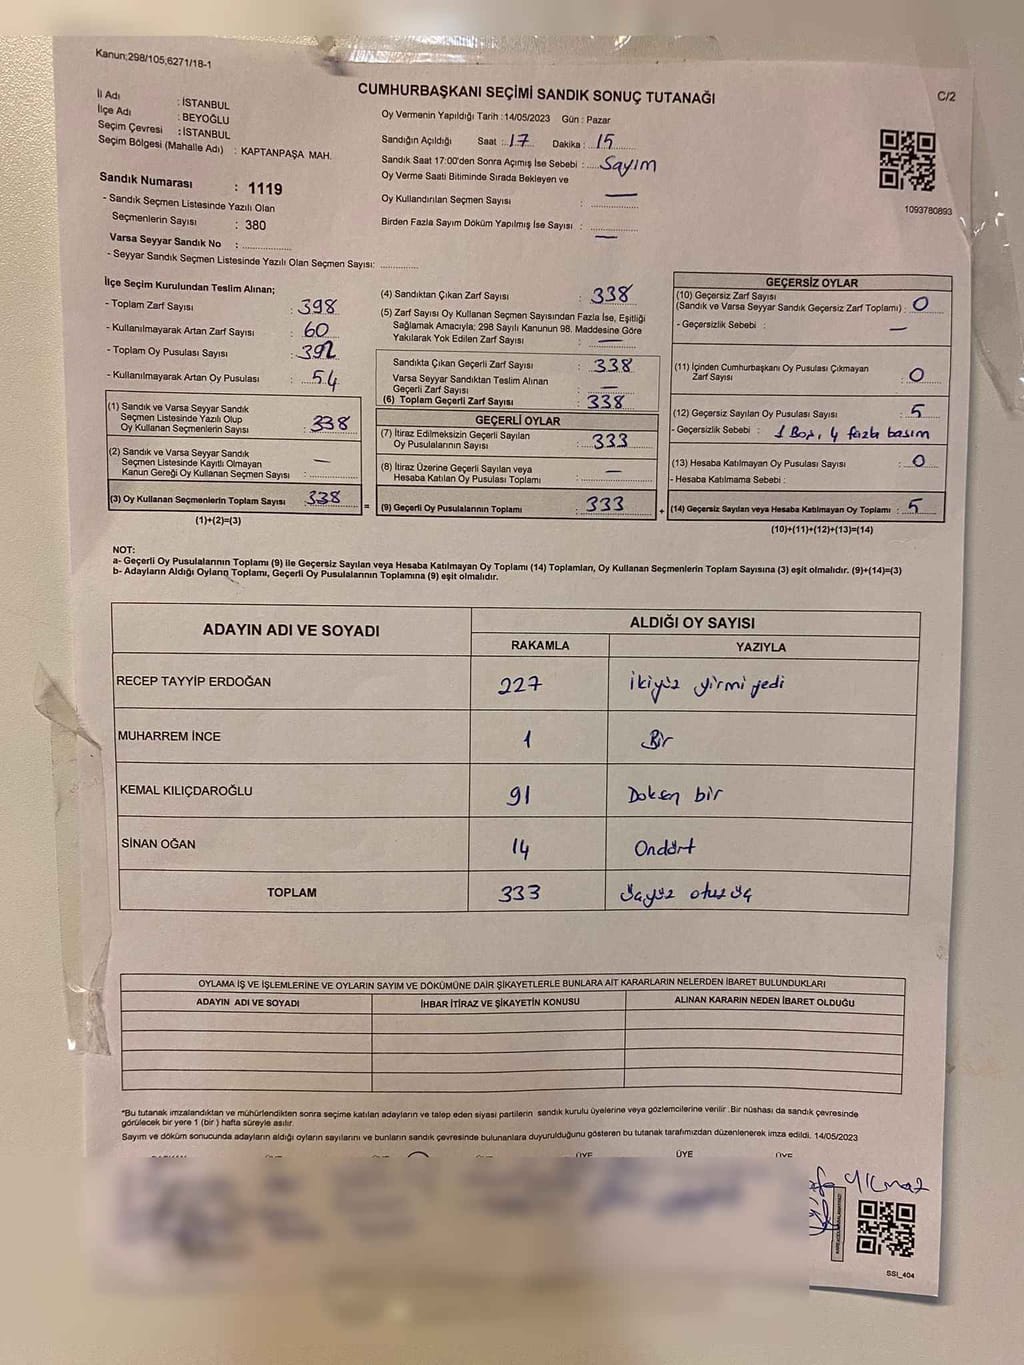 Kanun;298/105,6271/18-1
CUMHURBAŞKANI SEÇİMİ SANDIK SONUÇ TUTANAĞI
C/2
İl Adı : İSTANBUL
İlçe Adı : BEYOĞLU
Seçim Çevresi : İSTANBUL
Seçim Bölgesi (Mahalle Adı) : KAPTANPAŞA MAH.
Sandık Numarası : 1119
- Sandık Seçmen Listesinde Yazılı Olan
Seçmenlerin Sayısı : 380
Varsa Seyyar Sandık No : ................
- Seyyar Sandık Seçmen Listesinde Yazılı Olan Seçmen Sayısı: .............
Oy Vermenin Yapıldığı Tarih : 14/05/2023 Gün : Pazar
Sandığın Açıldığı Saat : 17 Dakika : 15
Sandık Saat 17:00'den Sonra Açımış İse Sebebi : Sayım
Oy Verme Saati Bitiminde Sırada Bekleyen ve
Oy Kullandırılan Seçmen Sayısı : —
Birden Fazla Sayım Döküm Yapılmış İse Sayısı : —
1093780893
İlçe Seçim Kurulundan Teslim Alınan;
- Toplam Zarf Sayısı : 398
- Kullanılmayarak Artan Zarf Sayısı : 60
- Toplam Oy Pusulası Sayısı : 392
- Kullanılmayarak Artan Oy Pusulası : 54
(1) Sandık ve Varsa Seyyar Sandık
Seçmen Listesinde Yazılı Olup
Oy Kullanan Seçmenlerin Sayısı : 338
(2) Sandık ve Varsa Seyyar Sandık
Seçmen Listesinde Kayıtlı Olmayan
Kanun Gereği Oy Kullanan Seçmen Sayısı : —
(3) Oy Kullanan Seçmenlerin Toplam Sayısı : 338 =
(1)+(2)=(3)
(4) Sandıktan Çıkan Zarf Sayısı : 338
(5) Zarf Sayısı Oy Kullanan Seçmen Sayısından Fazla İse, Eşitliği
Sağlamak Amacıyla; 298 Sayılı Kanunun 98. Maddesine Göre
Yakılarak Yok Edilen Zarf Sayısı : —
Sandıkta Çıkan Geçerli Zarf Sayısı : 338
Varsa Seyyar Sandıktan Teslim Alınan
Geçerli Zarf Sayısı : —
(6) Toplam Geçerli Zarf Sayısı : 338
GEÇERLİ OYLAR
(7) İtiraz Edilmeksizin Geçerli Sayılan
Oy Pusulalarının Sayısı : 333
(8) İtiraz Üzerine Geçerli Sayılan veya
Hesaba Katılan Oy Pusulası Toplamı : —
(9) Geçerli Oy Pusulalarının Toplamı : 333 +
GEÇERSİZ OYLAR
(10) Geçersiz Zarf Sayısı
(Sandık ve Varsa Seyyar Sandık Geçersiz Zarf Toplamı) : 0
- Geçersizlik Sebebi : —
(11) İçinden Cumhurbaşkanı Oy Pusulası Çıkmayan
Zarf Sayısı : 0
(12) Geçersiz Sayılan Oy Pusulası Sayısı : 5
- Geçersizlik Sebebi : 1 Boş, 4 fazla basım
(13) Hesaba Katılmayan Oy Pusulası Sayısı : 0
- Hesaba Katılmama Sebebi :
(14) Geçersiz Sayılan veya Hesaba Katılmayan Oy Toplamı : 5
(10)+(11)+(12)+(13)=(14)
NOT:
a- Geçerli Oy Pusulalarının Toplamı (9) ile Geçersiz Sayılan veya Hesaba Katılmayan Oy Toplamı (14) Toplamları, Oy Kullanan Seçmenlerin Toplam Sayısına (3) eşit olmalıdır. (9)+(14)=(3)
b- Adayların Aldığı Oyların Toplamı, Geçerli Oy Pusulalarının Toplamına (9) eşit olmalıdır.
ADAYIN ADI VE SOYADI
ALDIĞI OY SAYISI
RAKAMLA YAZIYLA
RECEP TAYYİP ERDOĞAN 227 İkiyüz yirmi yedi
MUHARREM İNCE 1 Bir
KEMAL KILIÇDAROĞLU 91 Doksan bir
SİNAN OĞAN 14 Ondört
TOPLAM 333 Üçyüz otuz üç
OYLAMA İŞ VE İŞLEMLERİNE VE OYLARIN SAYIM VE DÖKÜMÜNE DAİR ŞİKAYETLERLE BUNLARA AİT KARARLARIN NELERDEN İBARET BULUNDUKLARI
ADAYIN ADI VE SOYADI İHBAR İTİRAZ VE ŞİKAYETİN KONUSU ALINAN KARARIN NEDEN İBARET OLDUĞU
"Bu tutanak imzalandıktan ve mühürlendikten sonra seçime katılan adayların ve talep eden siyasi partilerin sandık kurulu üyelerine veya gözlemcilerine verilir .Bir nüshası da sandık çevresinde
görülecek bir yere 1 (bir ) hafta süreyle asılır.
Sayım ve döküm sonucunda adayların aldığı oyların sayılarını ve bunların sandık çevresinde bulunanlara duyurulduğunu gösteren bu tutanak tarafımızdan düzenlenerek imza edildi. 14/05/2023
ÜYE ÜYE ÜYE
YILMAZ
SSI_404